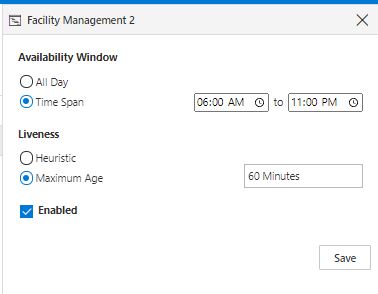 Facility Management 2
Availability Window
All Day
Time Span 06:00 AM to 11:00 PM
Liveness
Heuristic
Maximum Age 60 Minutes
Enabled
Save